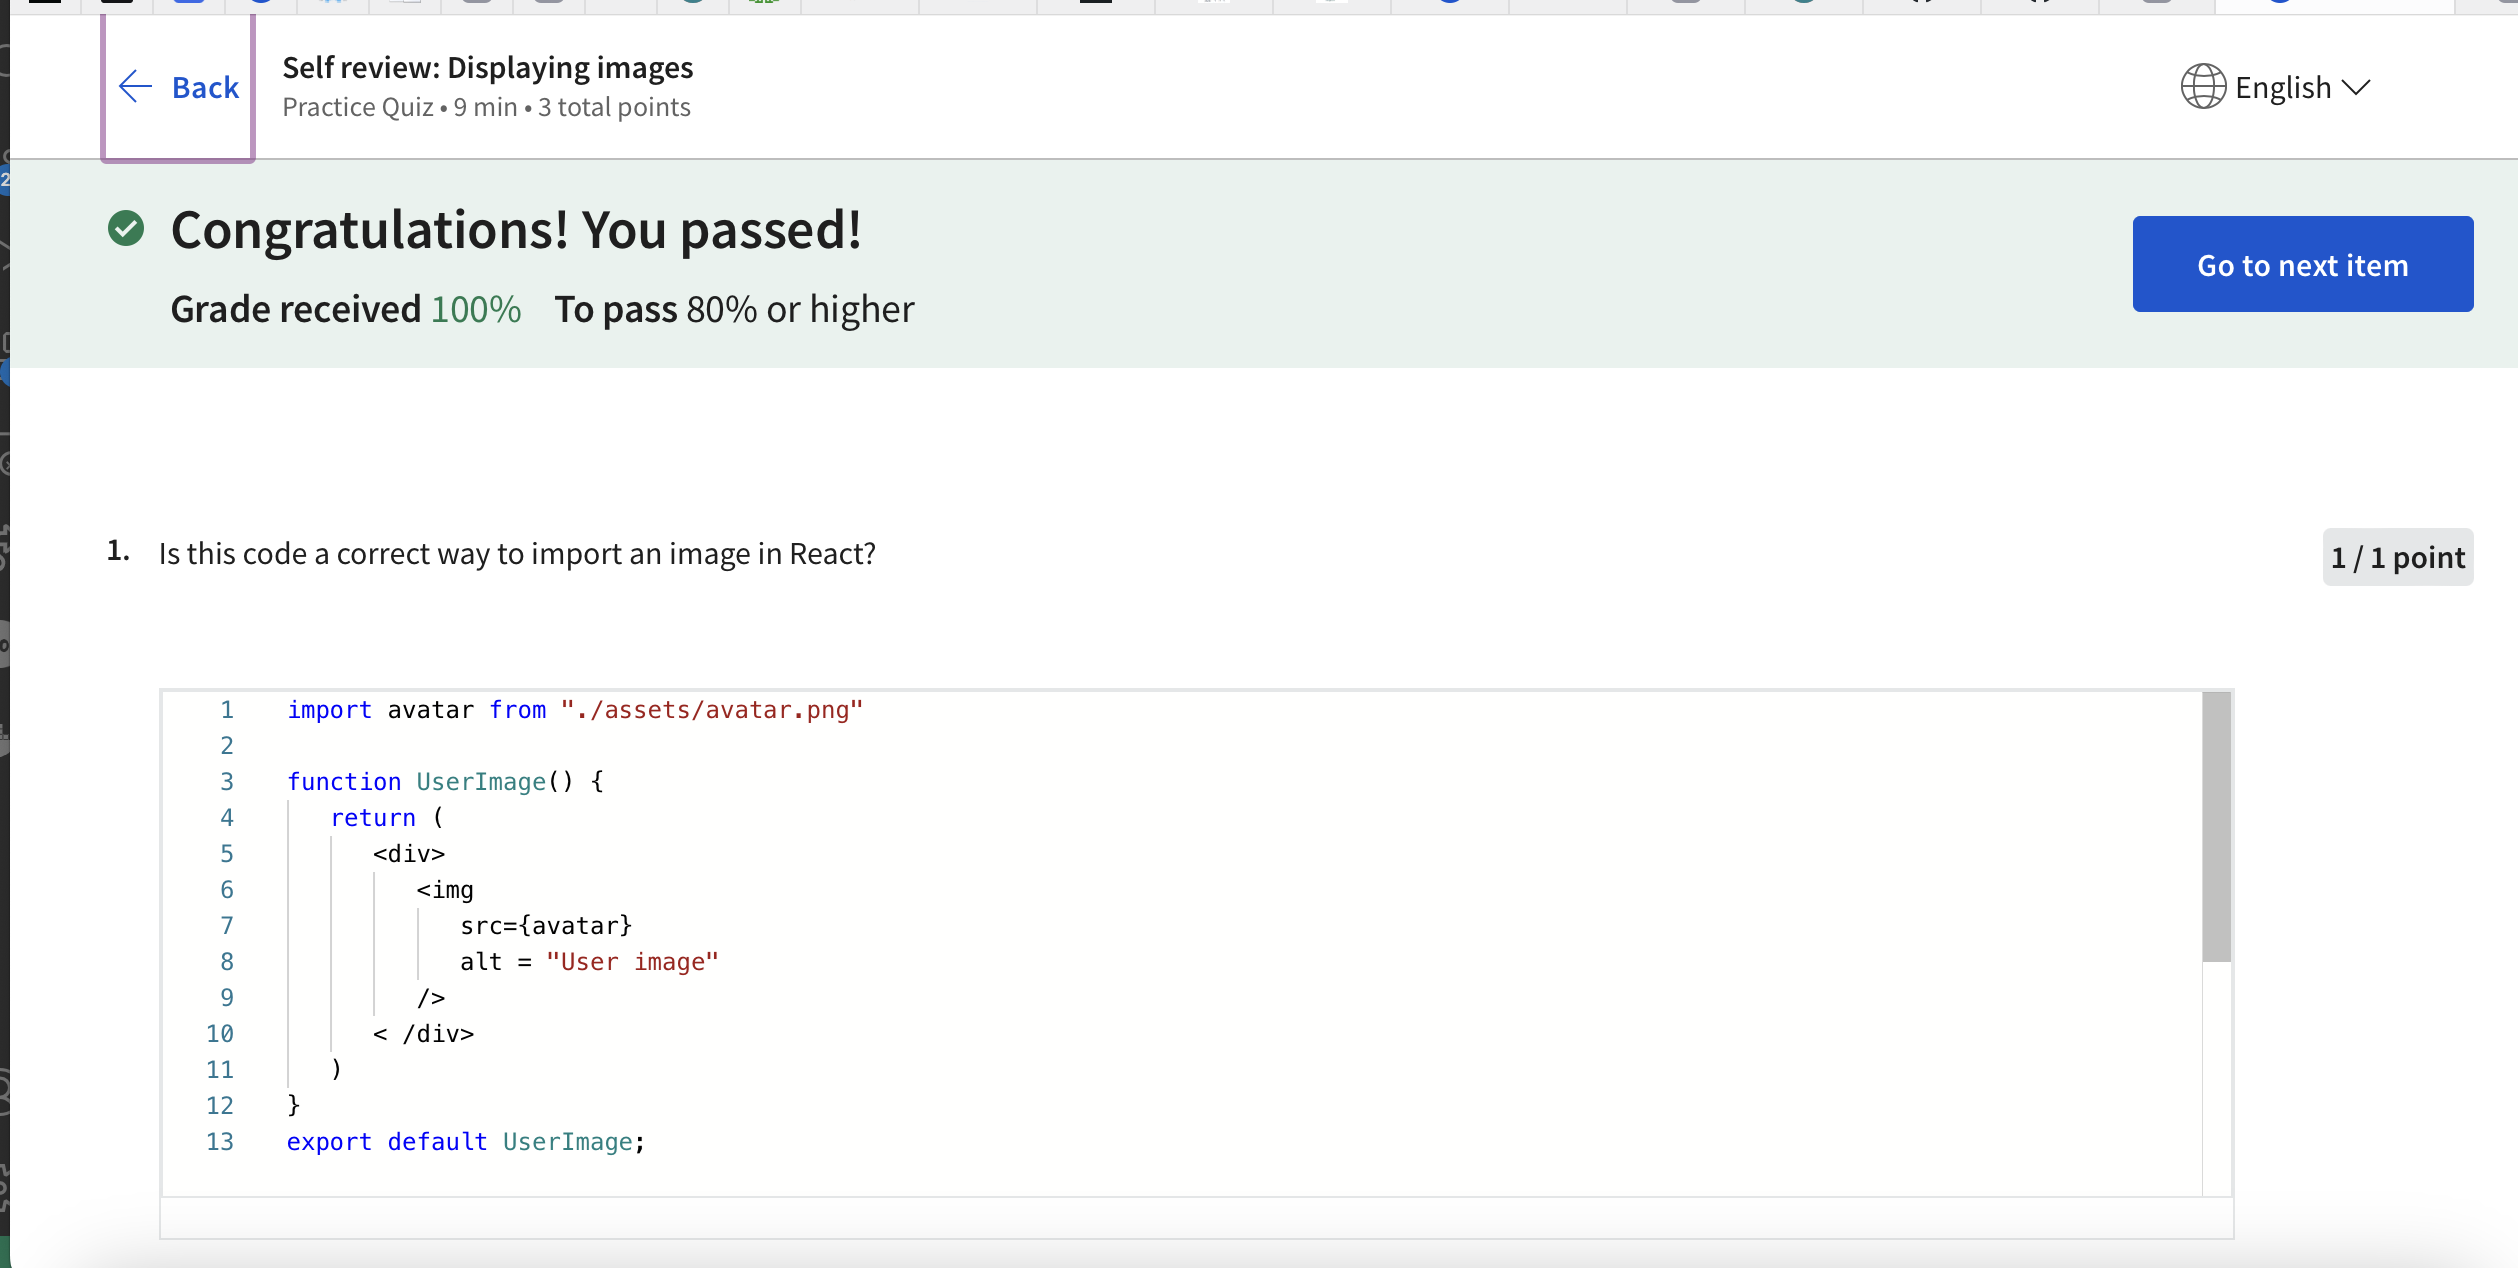 Back
Self review: Displaying images
Practice Quiz • 9 min • 3 total points
English
Congratulations! You passed!
Grade received 100% To pass 80% or higher
Go to next item
1. Is this code a correct way to import an image in React?
1 / 1 point
1 import avatar from "./assets/avatar.png"
2
3 function UserImage() {
4 return (
5 <div>
6 <img
7 src={avatar}
8 alt = "User image"
9 />
10 < /div>
11 )
12 }
13 export default UserImage;